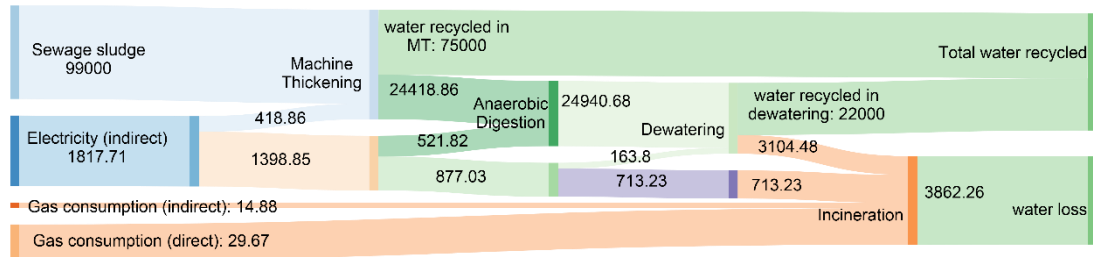 Sewage sludge
99000
Machine
Thickening
water recycled in
MT: 75000
Total water recycled
418.86
24418.86
Anaerobic
Digestion
24940.68
Dewatering
water recycled in
dewatering: 22000
Electricity (indirect)
1817.71
1398.85
521.82
877.03
163.8
713.23
3104.48
713.23
Incineration
3862.26
water loss
Gas consumption (indirect): 14.88
Gas consumption (direct): 29.67